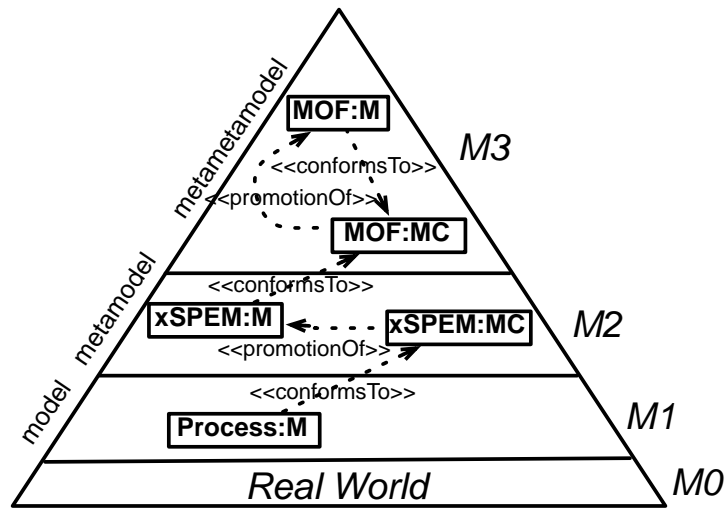 MOF:M
M3
<<conformsTo>>
metametamodel
<<promotionOf>>
MOF:MC
<<conformsTo>>
metamodel
xSPEM:M
xSPEM:MC
M2
<<promotionOf>>
<<conformsTo>>
model
Process:M
M1
Real World
M0